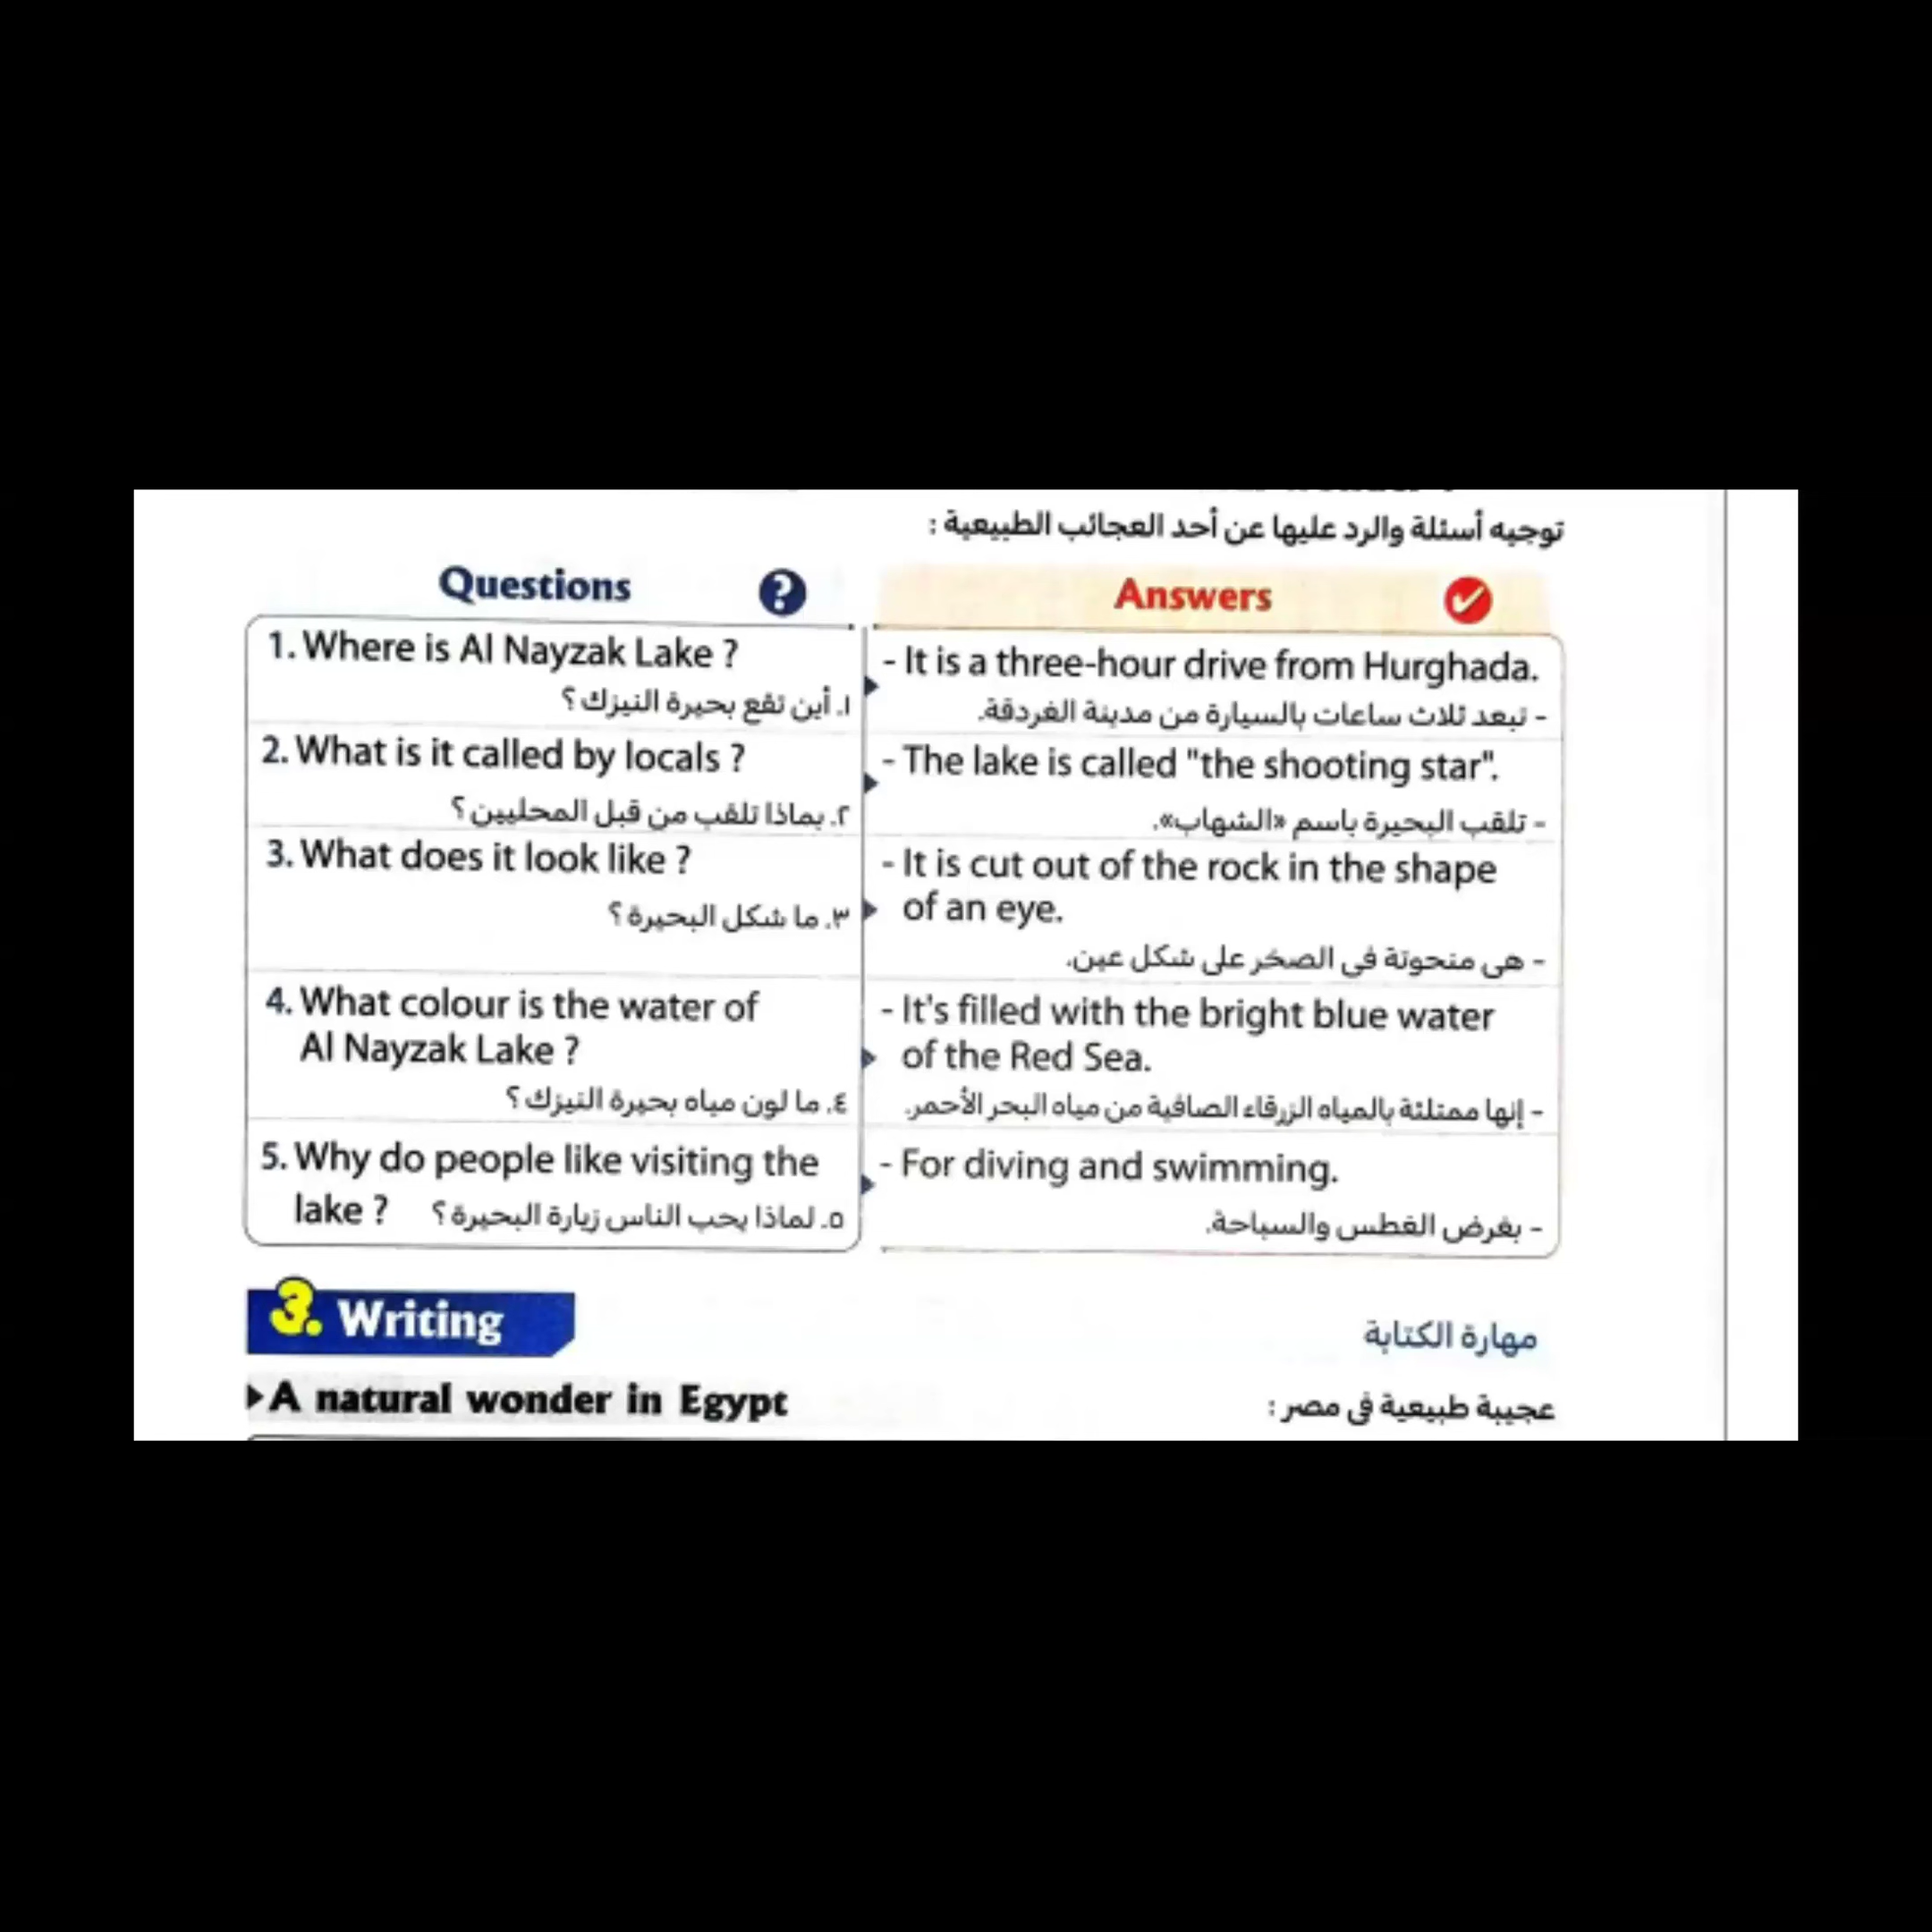 توجيه أسئلة والرد عليها عن أحد العجائب الطبيعية :
Questions ?
Answers
1. Where is Al Nayzak Lake ?
١. أين تقع بحيرة النيزك ؟
- It is a three-hour drive from Hurghada.
- تبعد ثلاث ساعات بالسيارة من مدينة الغردقة.
2. What is it called by locals ?
٢. بماذا تلقب من قبل المحليين ؟
- The lake is called "the shooting star".
- تلقب البحيرة باسم «الشهاب».
3. What does it look like ?
٣. ما شكل البحيرة ؟
- It is cut out of the rock in the shape
of an eye.
- هى منحوتة فى الصخر على شكل عين.
4. What colour is the water of
Al Nayzak Lake ?
٤. ما لون مياه بحيرة النيزك ؟
- It's filled with the bright blue water
of the Red Sea.
- إنها ممتلئة بالمياه الزرقاء الصافية من مياه البحر الأحمر.
5. Why do people like visiting the
lake ? ٥. لماذا يحب الناس زيارة البحيرة ؟
- For diving and swimming.
- بغرض الغطس والسباحة.
3. Writing
مهارة الكتابة
A natural wonder in Egypt
عجيبة طبيعية فى مصر :